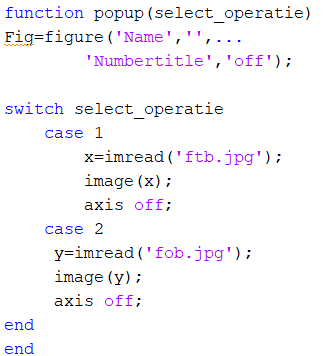 function popup(select_operatie)
Fig=figure('Name','',...
'Numbertitle','off');
switch select_operatie
case 1
x=imread('ftb.jpg');
image(x);
axis off;
case 2
y=imread('fob.jpg');
image(y);
axis off;
end
end